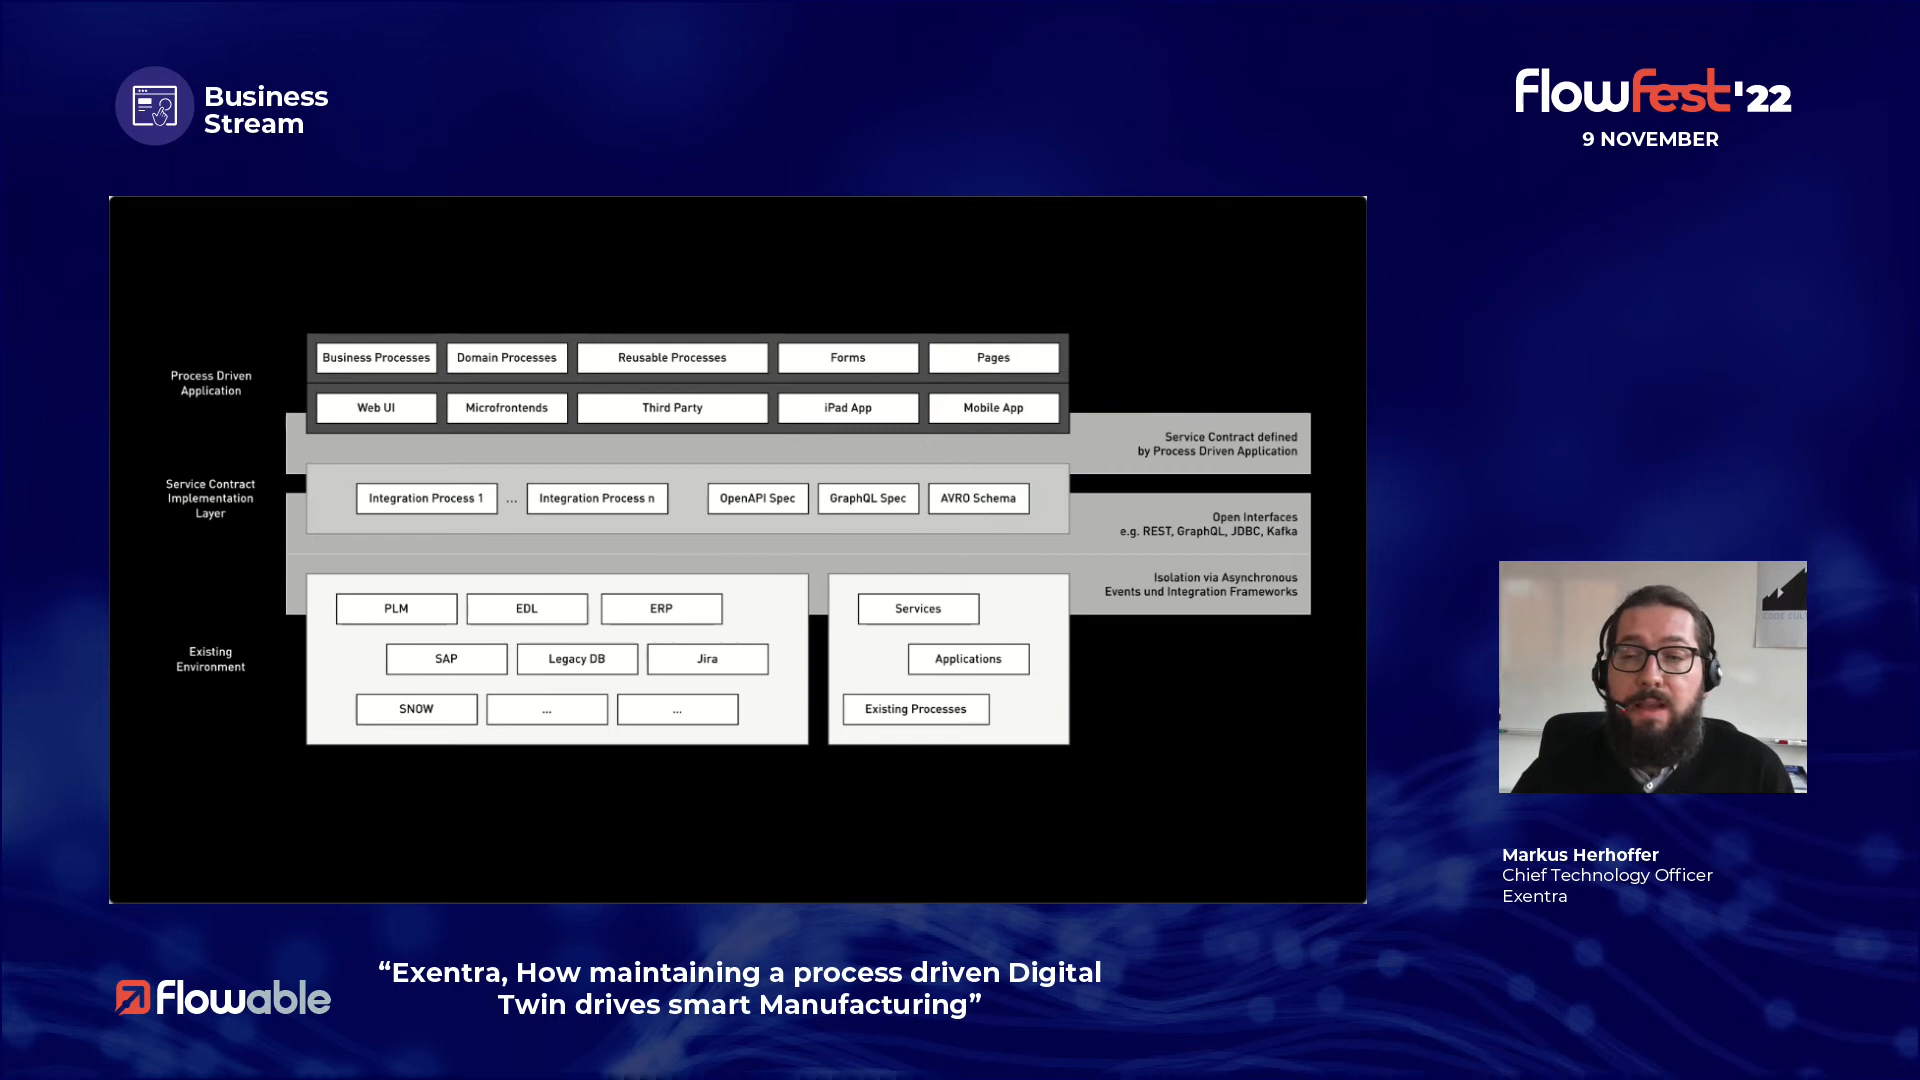 Business
Stream
flowfest'22
9 NOVEMBER
Process Driven
Application
Business Processes
Domain Processes
Reusable Processes
Forms
Pages
Web UI
Microfrontends
Third Party
iPad App
Mobile App
Service Contract defined
by Process Driven Application
Service Contract
Implementation
Layer
Integration Process 1
...
Integration Process n
OpenAPI Spec
GraphQL Spec
AVRO Schema
Open Interfaces
e.g. REST, GraphQL, JDBC, Kafka
Isolation via Asynchronous
Events und Integration Frameworks
Existing
Environment
PLM
EDL
ERP
SAP
Legacy DB
Jira
SNOW
...
...
Services
Applications
Existing Processes
Markus Herhoffer
Chief Technology Officer
Exentra
flowable
“Exentra, How maintaining a process driven Digital
Twin drives smart Manufacturing”